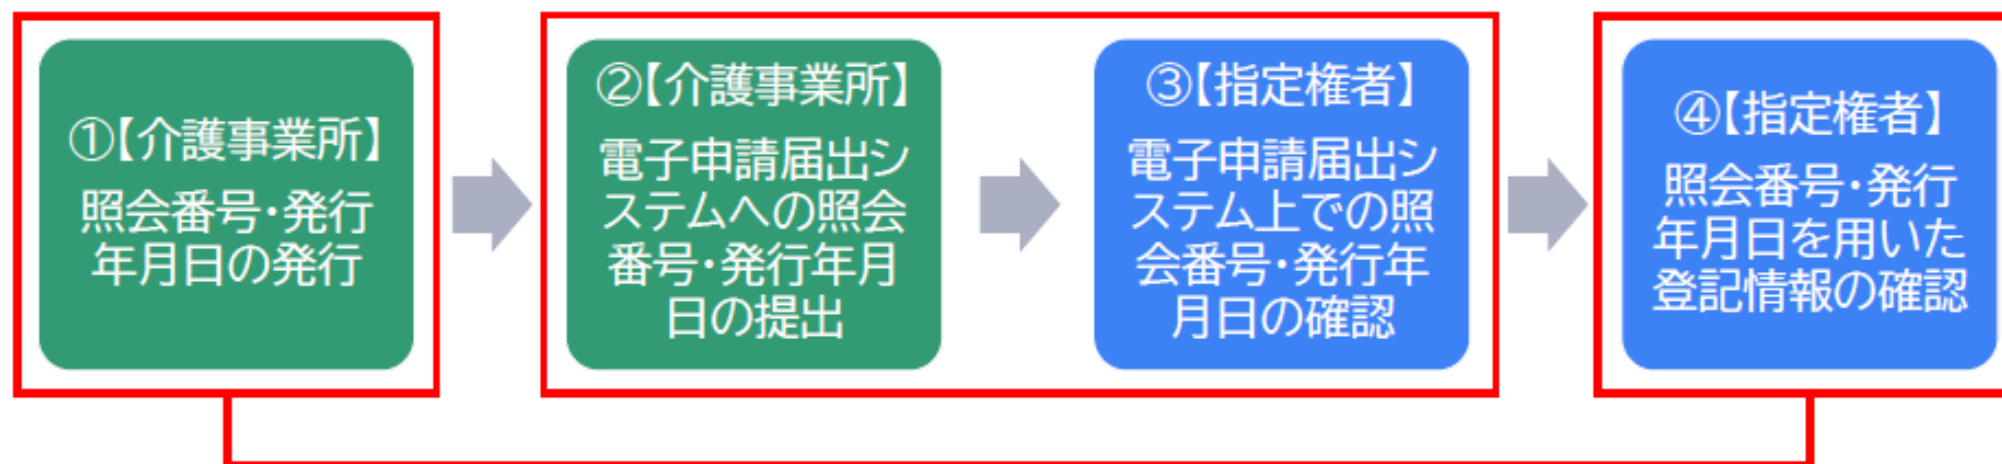 ①【介護事業所】
照会番号・発行
年月日の発行
②【介護事業所】
電子申請届出シ
ステムへの照会
番号・発行年月
日の提出
③【指定権者】
電子申請届出シ
ステム上での照
会番号・発行年
月日の確認
④【指定権者】
照会番号・発行
年月日を用いた
登記情報の確認